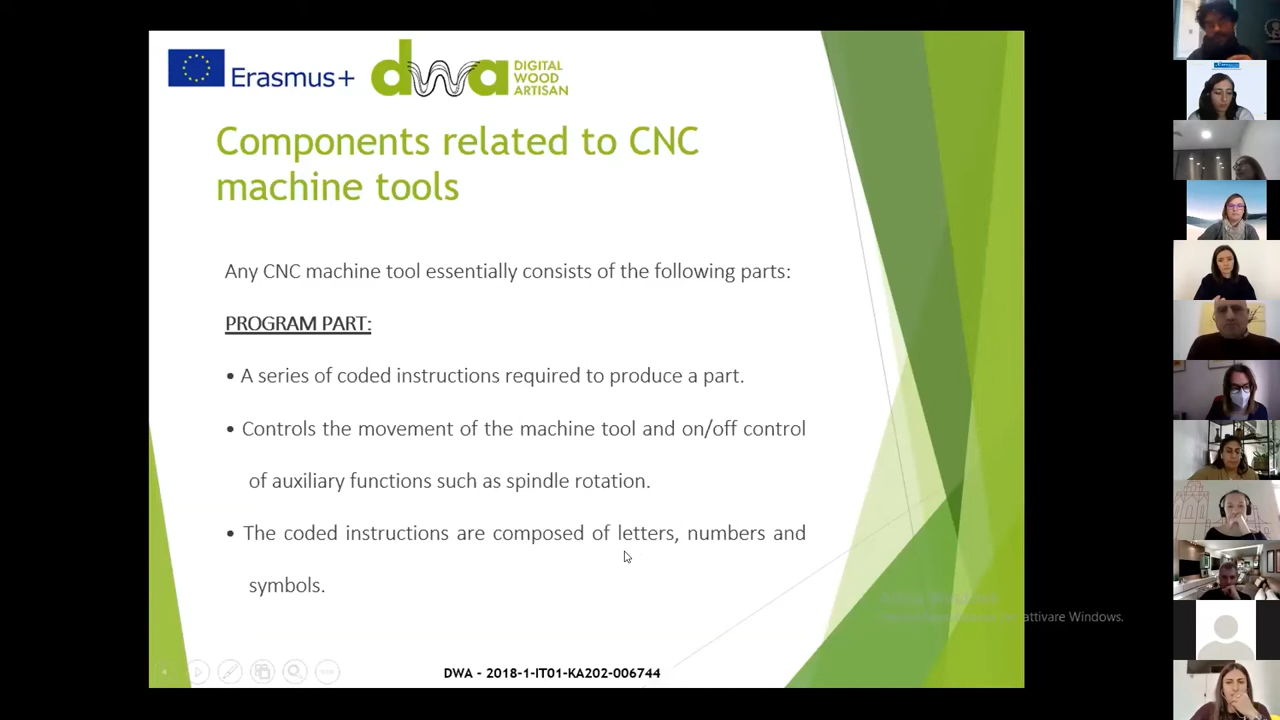 Erasmus+
dwa
DIGITAL
WOOD
ARTISAN
Components related to CNC
machine tools
Any CNC machine tool essentially consists of the following parts:
PROGRAM PART:
• A series of coded instructions required to produce a part.
• Controls the movement of the machine tool and on/off control
of auxiliary functions such as spindle rotation.
• The coded instructions are composed of letters, numbers and
symbols.
attivare Windows.
DWA - 2018-1-IT01-KA202-006744